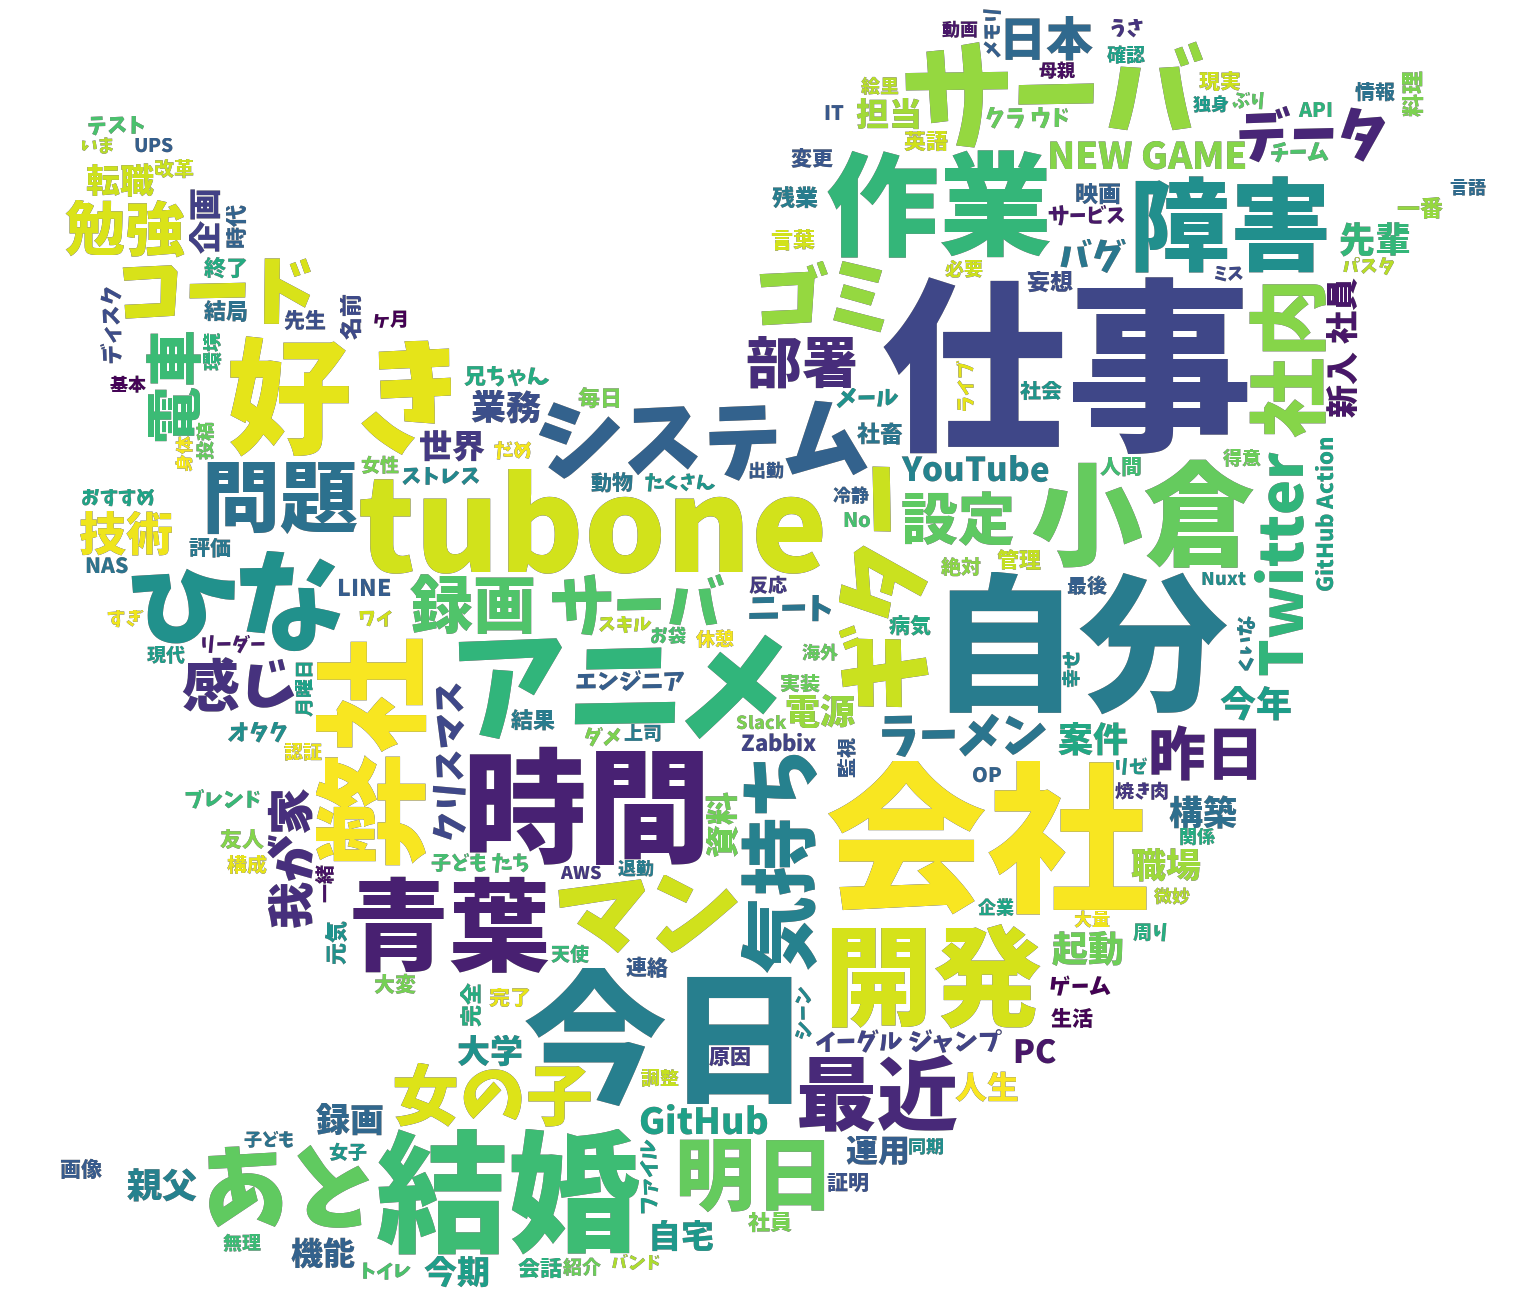 動画
メモリ
日本
うさ
確認
母親
サーバ
現実
絵里
担当
クラウド
独身
ぶり
API
情報
料理
IT
英語
データ
テスト
いま
UPS
転職
改革
変更
NEW GAME
チーム
作業
障害
残業
映画
サービス
言語
一番
勉強
企画
時代
言葉
バグ
先輩
パスタ
コード
終了
結局
ゴミ
必要
妄想
ミス
仕事
社内
新入社員
ディスク
先生
名前
ヶ月
電車
環境
好き
部署
ライブ
社会
基本
兄ちゃん
業務
毎日
システム
メール
社畜
身体
投稿
世界
だめ
出勤
女性
ストレス
YouTube
人間
得意
問題
動物
たくさん
冷静
No
設定
小倉
Twitter
GitHub Action
おすすめ
技術
評価
tubone
ギター
NAS
絶対
管理
ひな
LINE
録画
サーバ
反応
ニート
自分
最後
Nuxt
すぎ
ワイ
スキル
お袋
休憩
病気
くいな
リーダー
現代
感じ
月曜日
弊社
アニメ
エンジニア
海外
実装
幸せ
電源
今年
オタク
認証
クリスマス
結果
ダメ
上司
Slack
Zabbix
監視
ラーメン
案件
昨日
時間
気持ち
OP
リゼ
焼き肉
ブレンド
我が家
会社
構築
関係
友人
構成
資料
子どもたち
AWS
退勤
職場
一緒
青葉
マン
企業
微妙
大量
元気
天使
連絡
開発
起動
周り
大変
完全
完了
今日
シーン
ゲーム
生活
大学
原因
イーグルジャンプ
PC
女の子
調整
最近
人生
録画
GitHub
子ども
女子
運用
同期
画像
親父
あと
結婚
ファイル
明日
証明
無理
機能
自宅
社員
トイレ
今期
会話
紹介
バンド